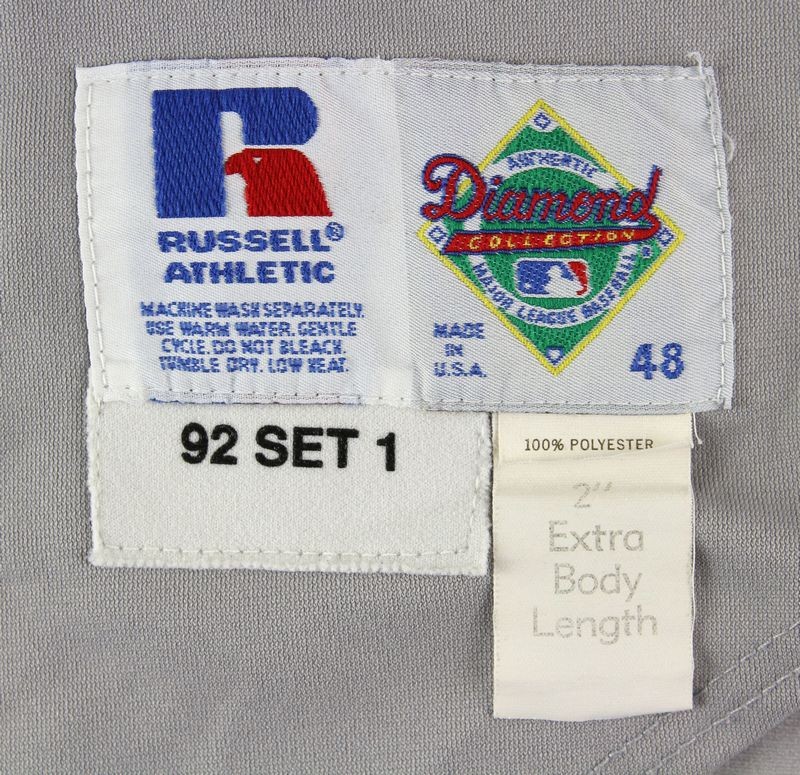 RUSSELL®
ATHLETIC
MACHINE WASH SEPARATELY.
USE WARM WATER. GENTLE
CYCLE. DO NOT BLEACH.
TUMBLE DRY. LOW HEAT.
AUTHENTIC
Diamond
COLLECTION
MAJOR LEAGUE BASEBALL®
MADE
IN
U.S.A.
48
92 SET 1
100% POLYESTER
2"
Extra
Body
Length